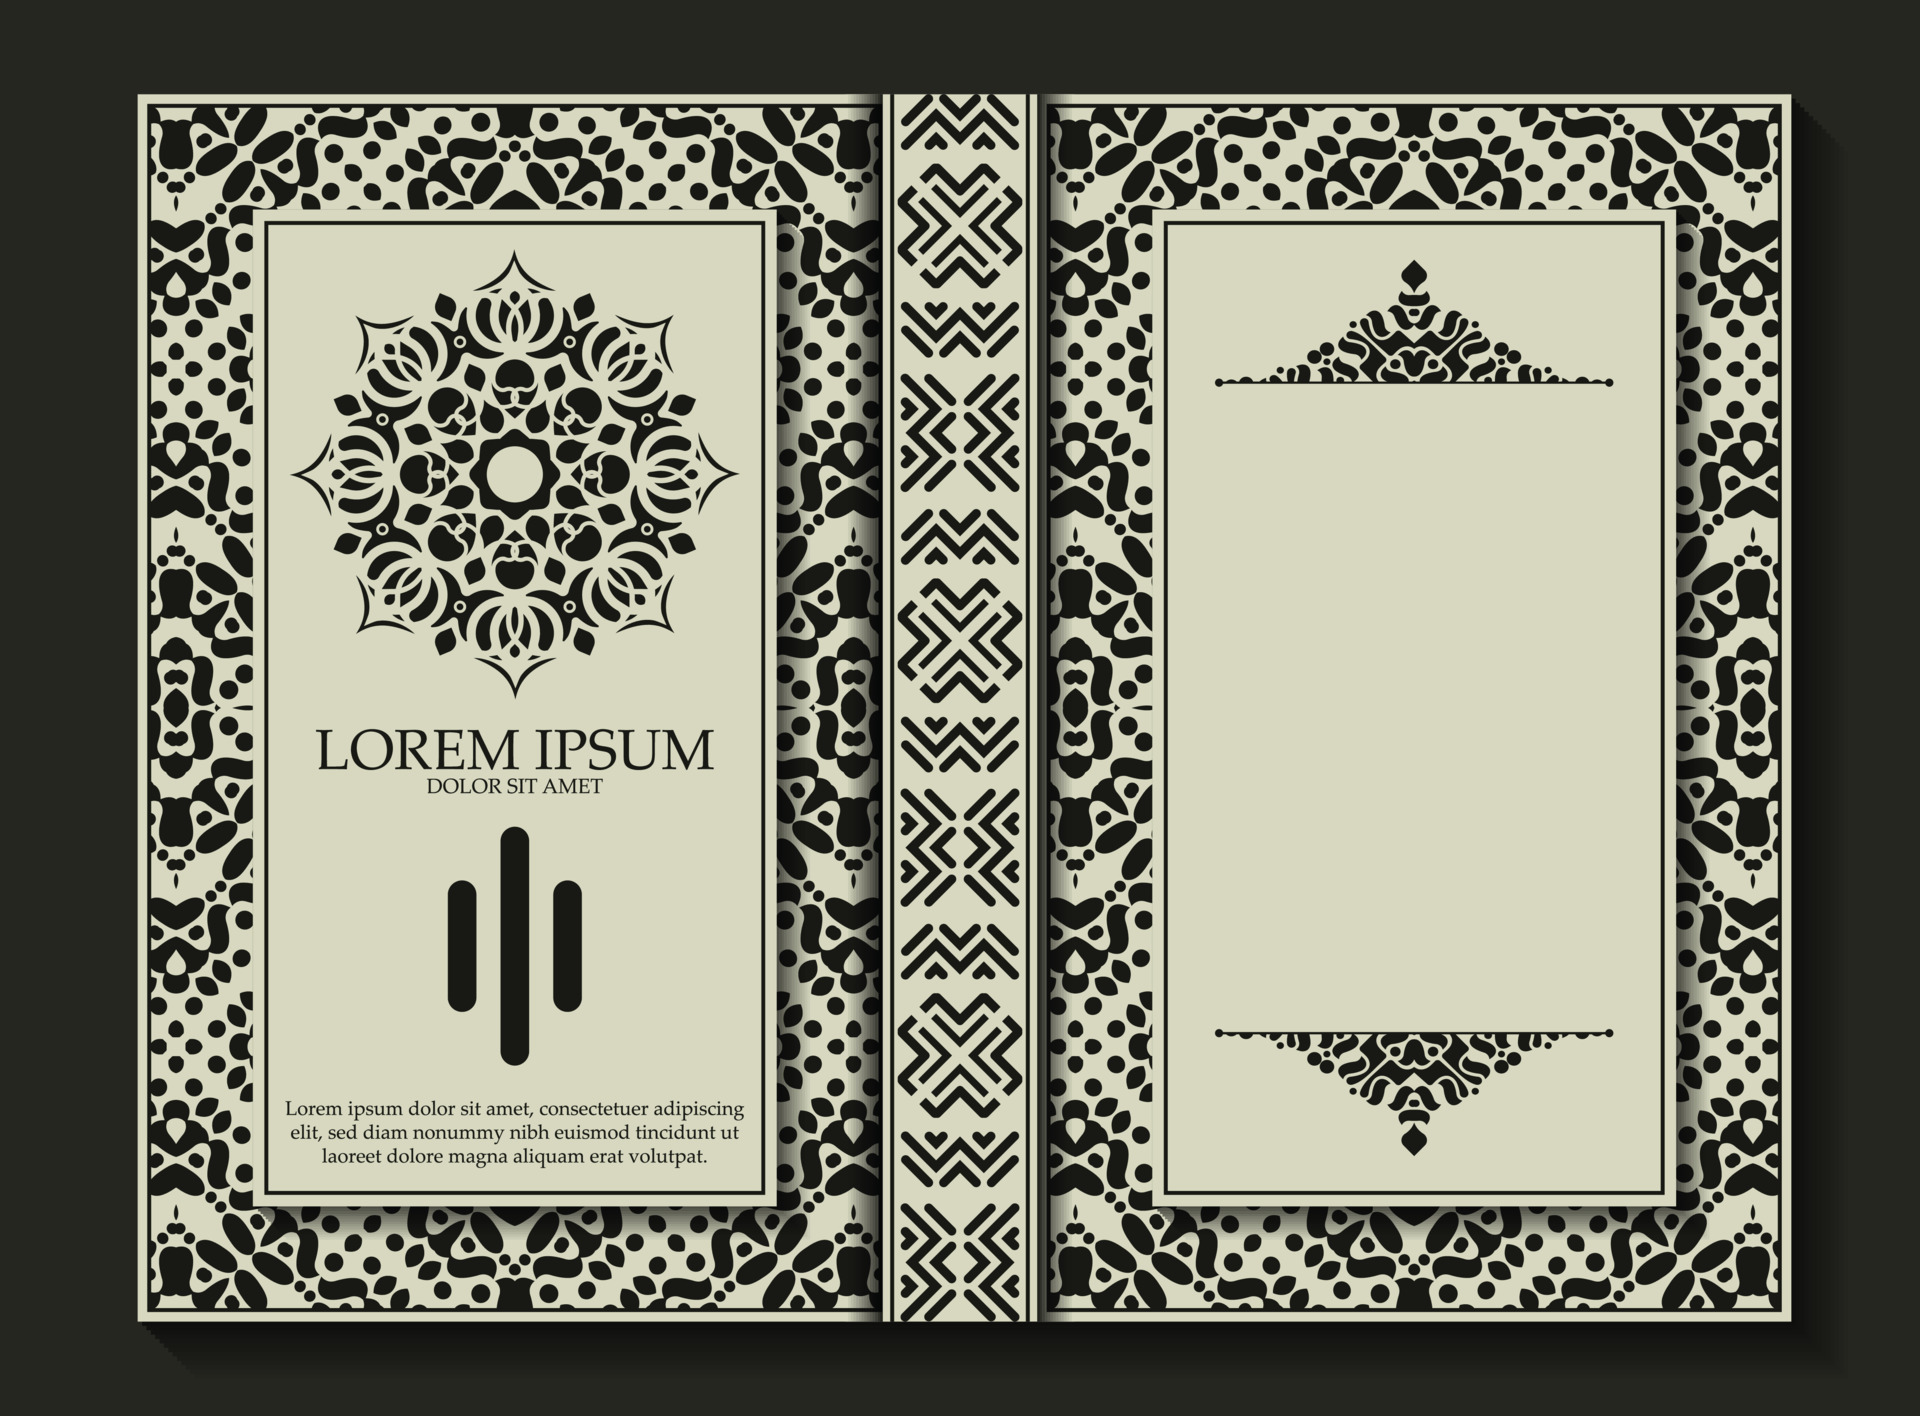 LOREM IPSUM
DOLOR SIT AMET
Lorem ipsum dolor sit amet, consectetuer adipiscing
elit, sed diam nonummy nibh euismod tincidunt ut
laoreet dolore magna aliquam erat volutpat.